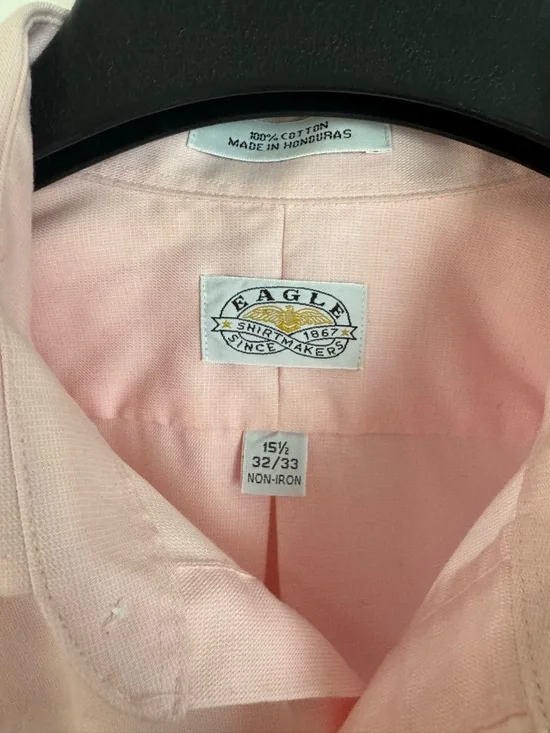 100% COTTON
MADE IN HONDURAS
EAGLE
SHIRTMAKERS
SINCE 1867
15½
32/33
NON-IRON